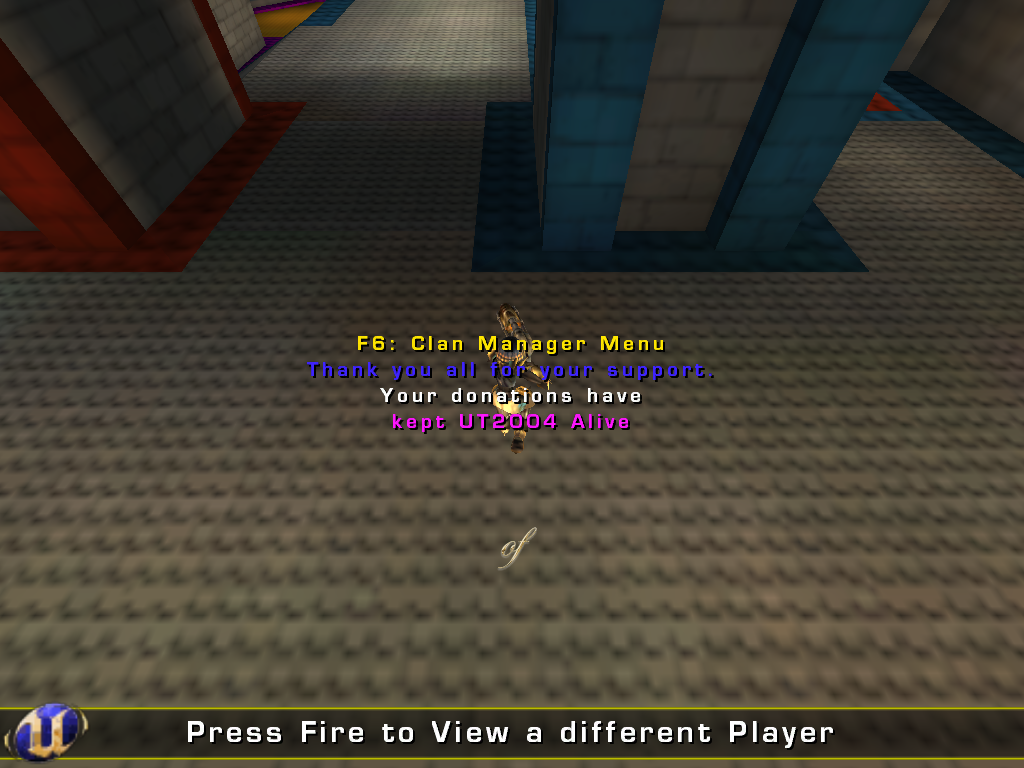 F6: Clan Manager Menu
Thank you all for your support.
Your donations have
kept UT2004 Alive
of
Press Fire to View a different Player